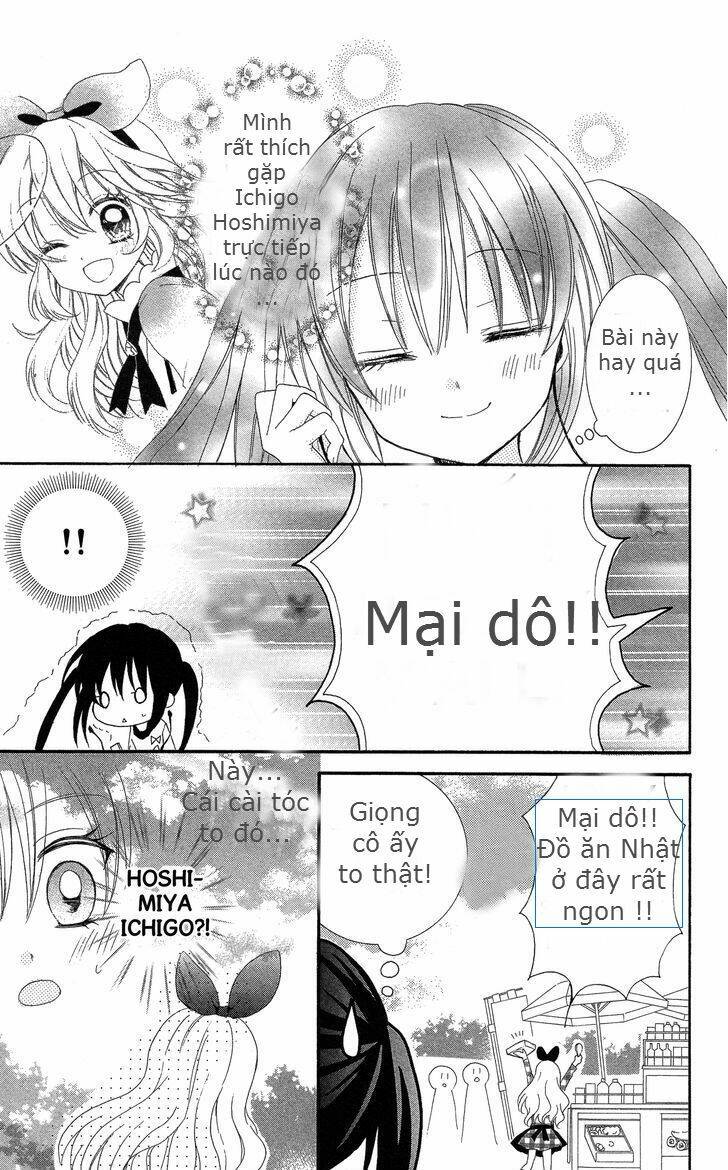 Mình
rất thích
gặp
Ichigo
Hoshimiya
trực tiếp
lúc nào đó
...
Bài này
hay quá
...
!!
Mại dô!!
Mại dô!!
Đồ ăn Nhật
ở đây rất
ngon !!
Giọng
cô ấy
to thật!
Này...
Cái cài tóc
to đó...
HOSHI-
MIYA
ICHIGO?!